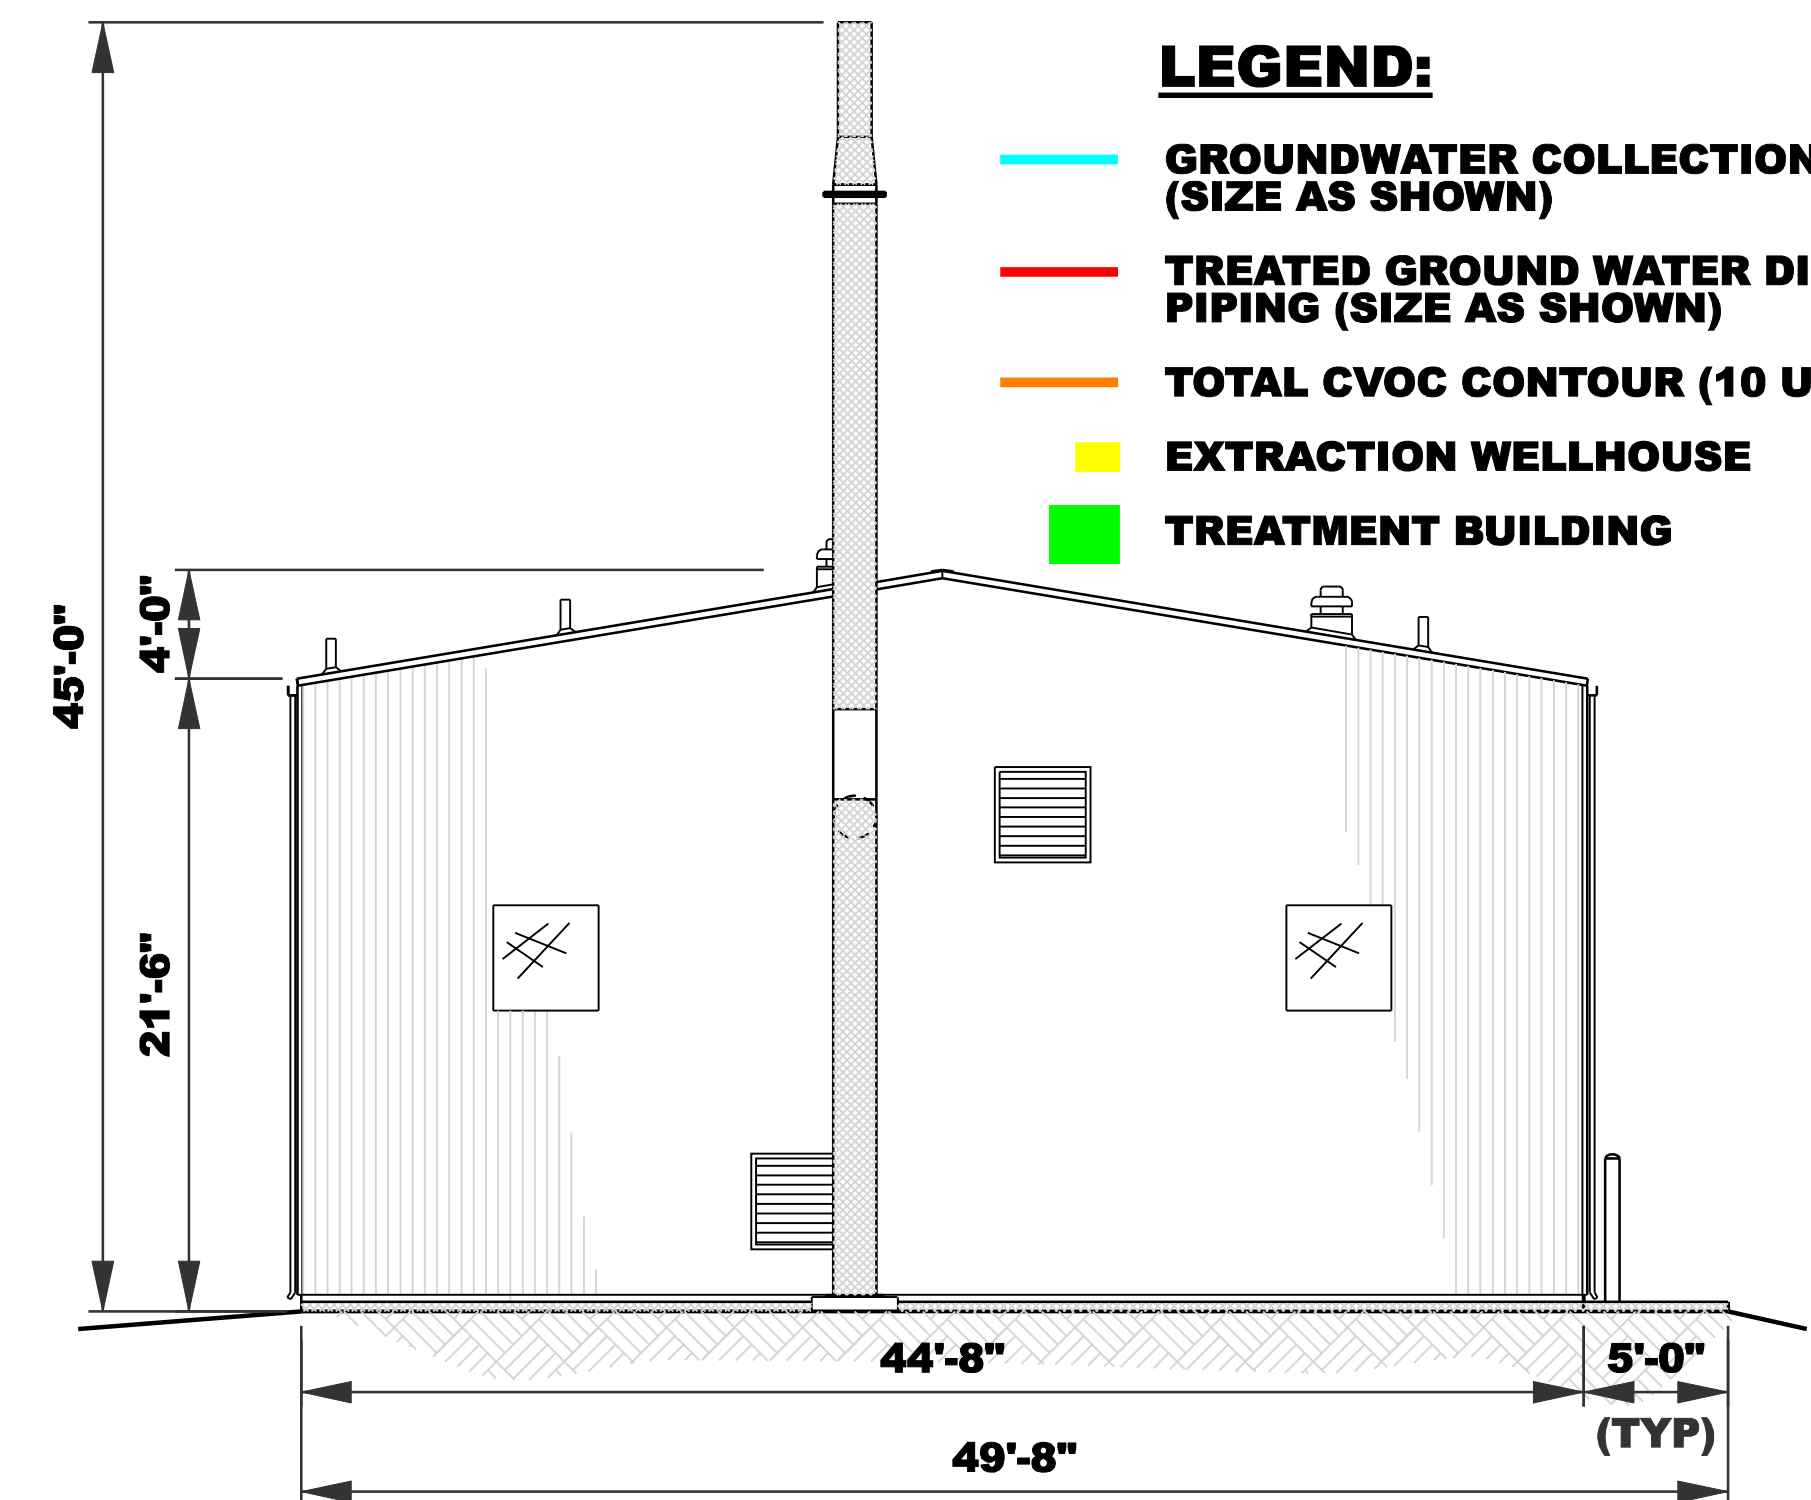 LEGEND:
GROUNDWATER COLLECTION
(SIZE AS SHOWN)
TREATED GROUND WATER DI
PIPING (SIZE AS SHOWN)
TOTAL CVOC CONTOUR (10 U
EXTRACTION WELLHOUSE
TREATMENT BUILDING
45'-0"
4'-0"
21'-6"
44'-8"
5'-0"
(TYP)
49'-8"